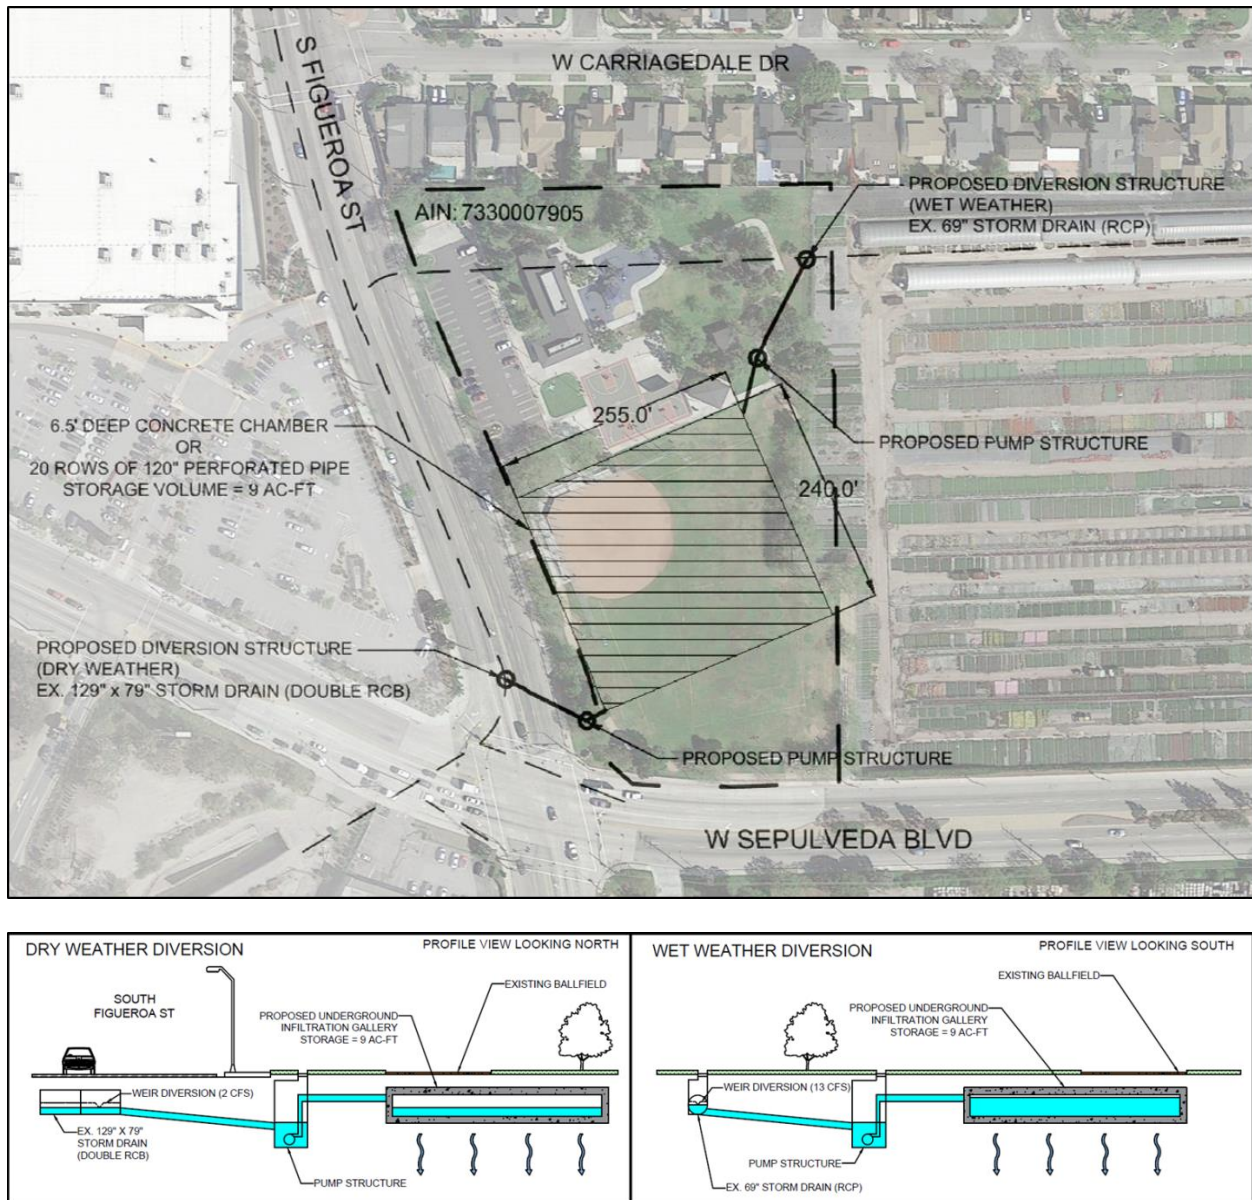 W CARRIAGEDALE DR
S FIGUEROA ST
PROPOSED DIVERSION STRUCTURE
(WET WEATHER)
EX. 69" STORM DRAIN (RCP)
AIN: 7330007905
255.0'
6.5' DEEP CONCRETE CHAMBER
OR
20 ROWS OF 120" PERFORATED PIPE
STORAGE VOLUME = 9 AC-FT
PROPOSED PUMP STRUCTURE
240.0'
PROPOSED DIVERSION STRUCTURE
(DRY WEATHER)
EX. 129" x 79" STORM DRAIN (DOUBLE RCB)
PROPOSED PUMP STRUCTURE
W SEPULVEDA BLVD
DRY WEATHER DIVERSION
PROFILE VIEW LOOKING NORTH
SOUTH
FIGUEROA ST
EXISTING BALLFIELD
PROPOSED UNDERGROUND
INFILTRATION GALLERY
STORAGE = 9 AC-FT
WEIR DIVERSION (2 CFS)
EX. 129" X 79"
STORM DRAIN
(DOUBLE RCB)
PUMP STRUCTURE
WET WEATHER DIVERSION
PROFILE VIEW LOOKING SOUTH
EXISTING BALLFIELD
PROPOSED UNDERGROUND
INFILTRATION GALLERY
STORAGE = 9 AC-FT
WEIR DIVERSION (13 CFS)
PUMP STRUCTURE
EX. 69" STORM DRAIN (RCP)